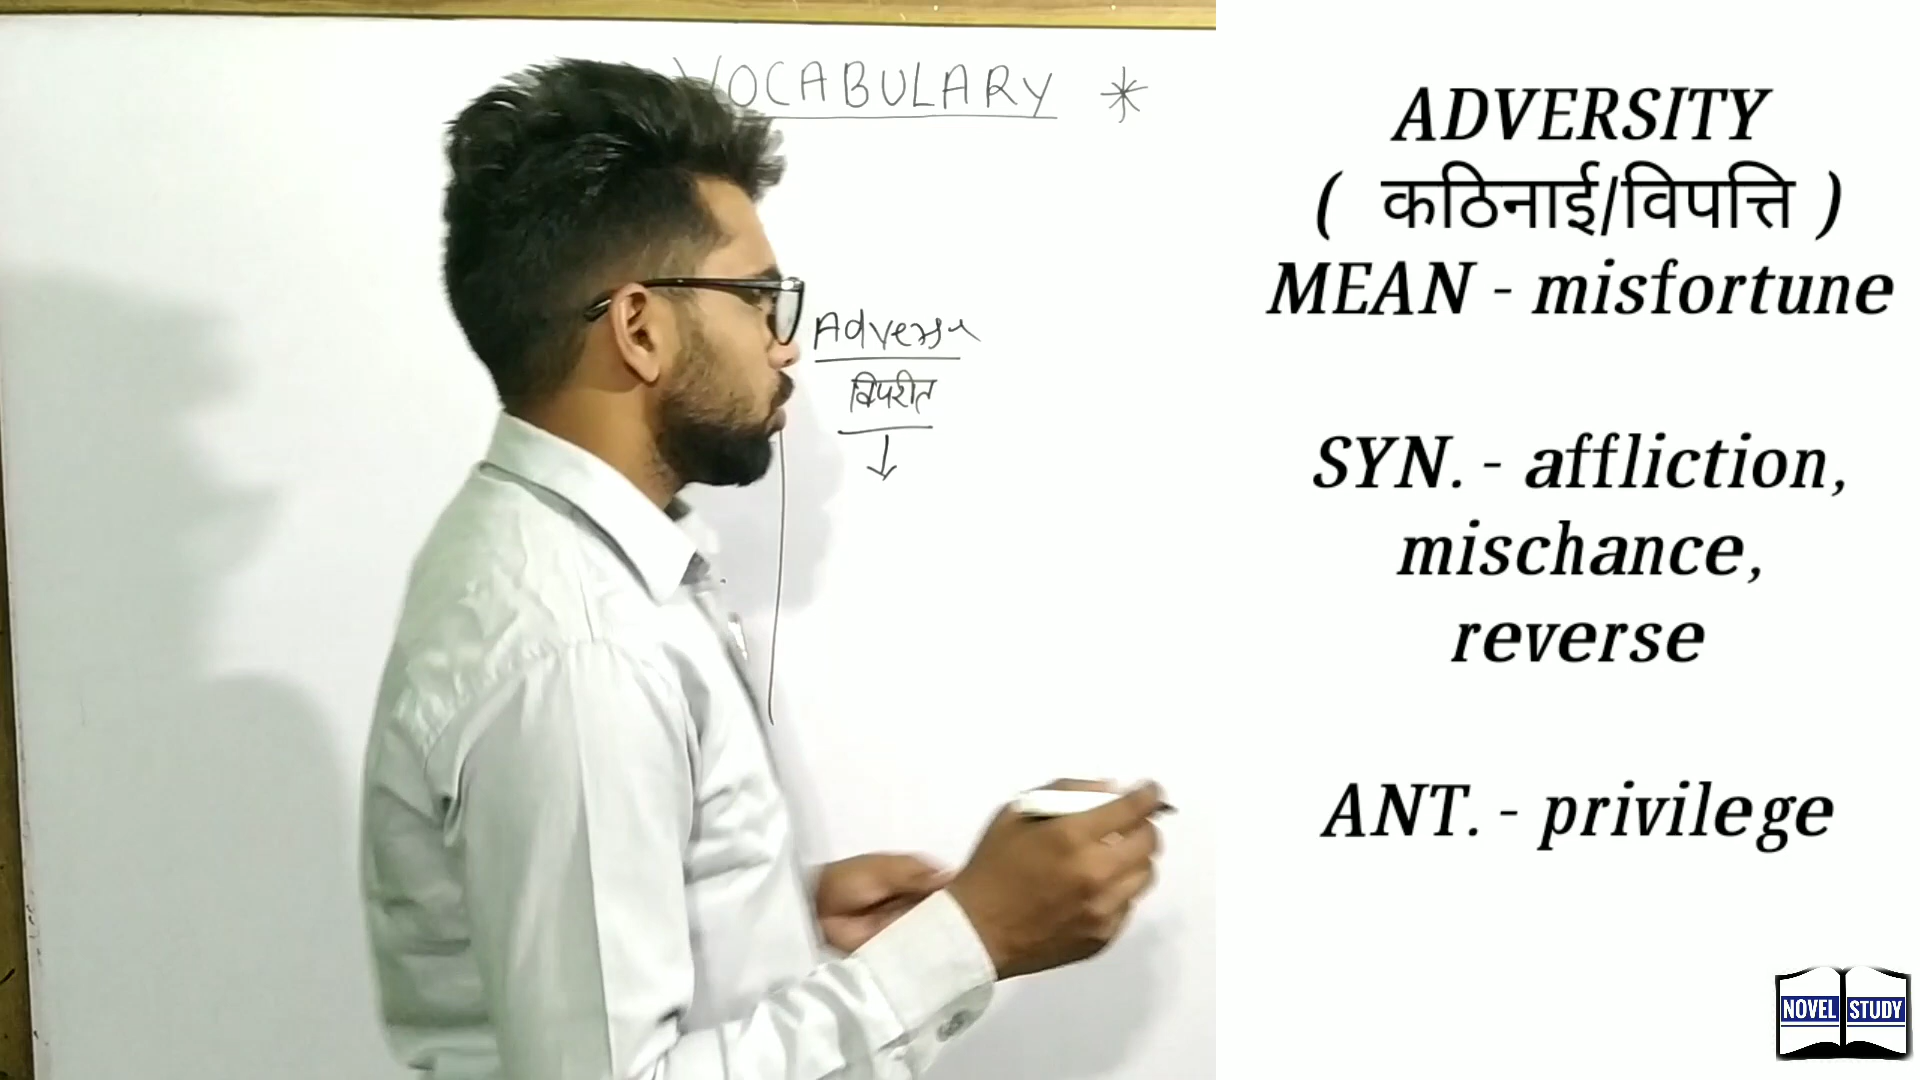 VOCABULARY *
Adverse
विपरीत
↓
ADVERSITY
( कठिनाई/विपत्ति )
MEAN - misfortune
SYN. - affliction,
mischance,
reverse
ANT. - privilege
NOVEL STUDY